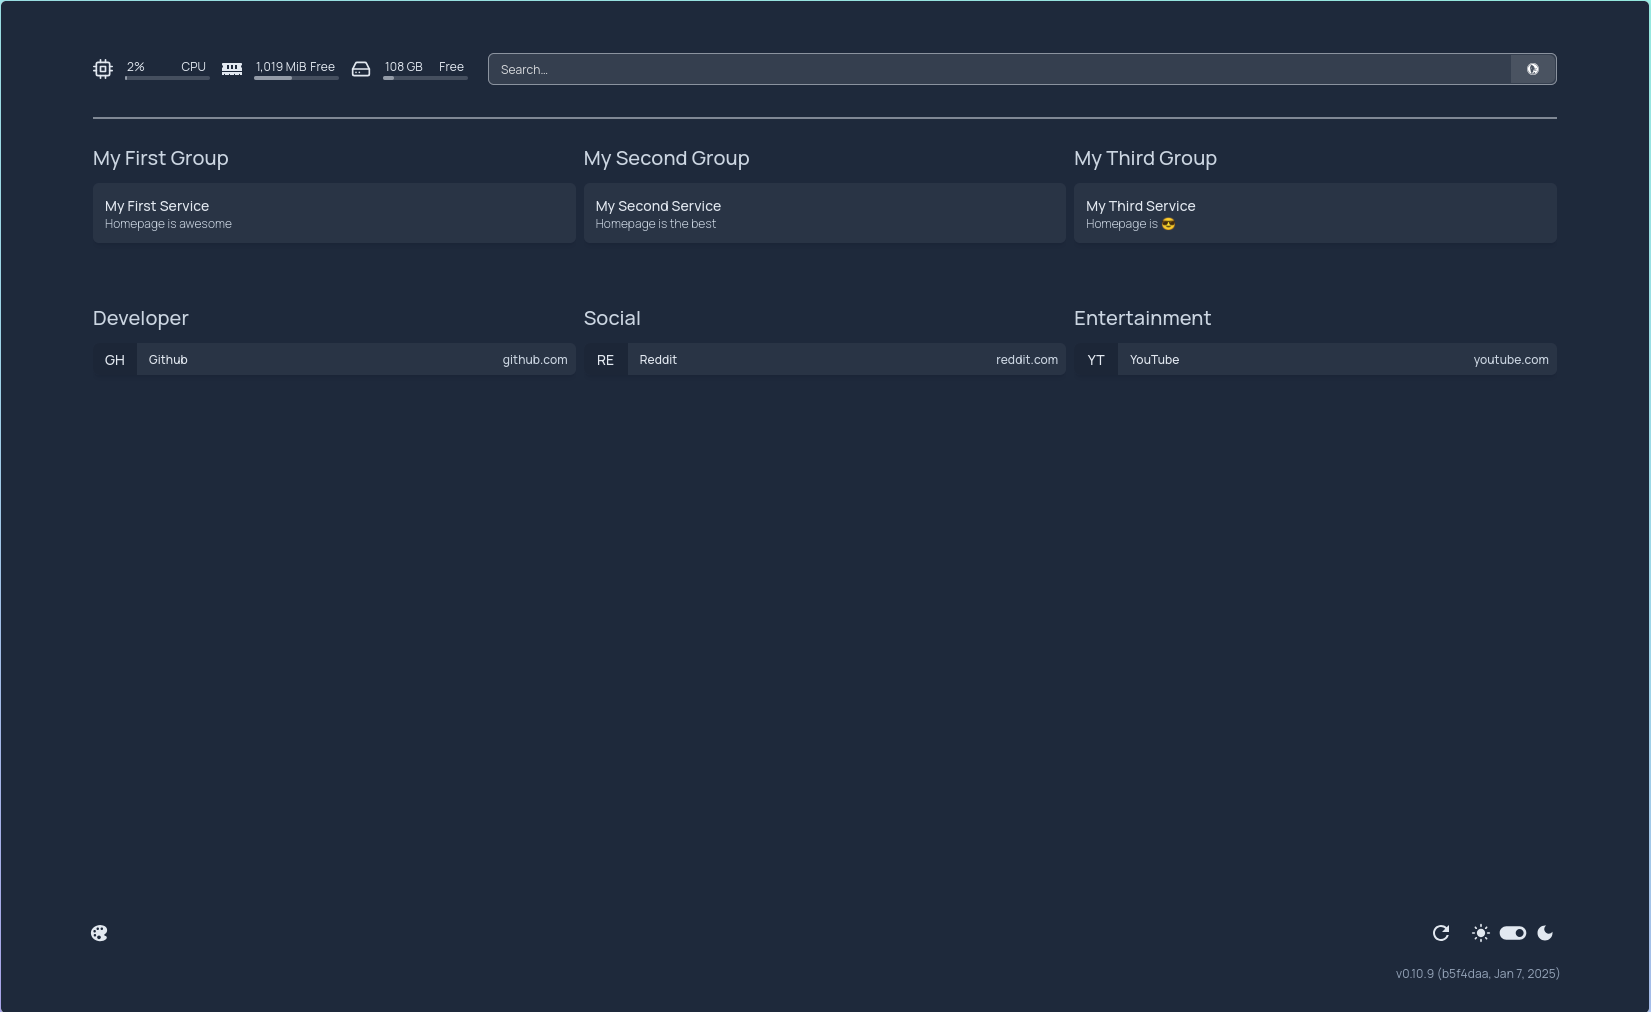 2% CPU 1,019 MiB Free 108 GB Free Search...
My First Group My Second Group My Third Group
My First Service My Second Service My Third Service
Homepage is awesome Homepage is the best Homepage is 😎
Developer Social Entertainment
GH Github github.com RE Reddit reddit.com YT YouTube youtube.com
v0.10.9 (b5f4daa, Jan 7, 2025)